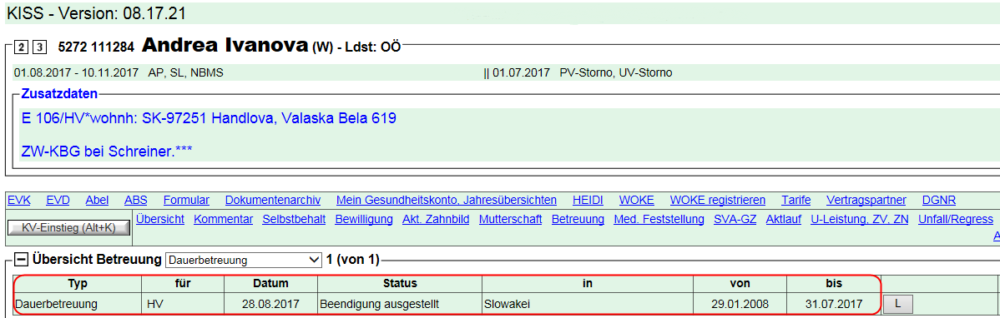 KISS - Version: 08.17.21
2 3 5272 111284 Andrea Ivanova (W) - Ldst: OÖ
01.08.2017 - 10.11.2017 AP, SL, NBMS || 01.07.2017 PV-Storno, UV-Storno
Zusatzdaten
E 106/HV*wohnh: SK-97251 Handlova, Valaska Bela 619
ZW-KBG bei Schreiner.***
EVK EVD Abel ABS Formular Dokumentenarchiv Mein Gesundheitskonto, Jahresübersichten HEIDI WOKE WOKE registrieren Tarife Vertragspartner DGNR
KV-Einstieg (Alt+K) Übersicht Kommentar Selbstbehalt Bewilligung Akt. Zahnbild Mutterschaft Betreuung Med. Feststellung SVA-GZ Aktlauf U-Leistung, ZV, ZN Unfall/Regress
Übersicht Betreuung Dauerbetreuung 1 (von 1)
Typ für Datum Status in von bis
Dauerbetreuung HV 28.08.2017 Beendigung ausgestellt Slowakei 29.01.2008 31.07.2017 L